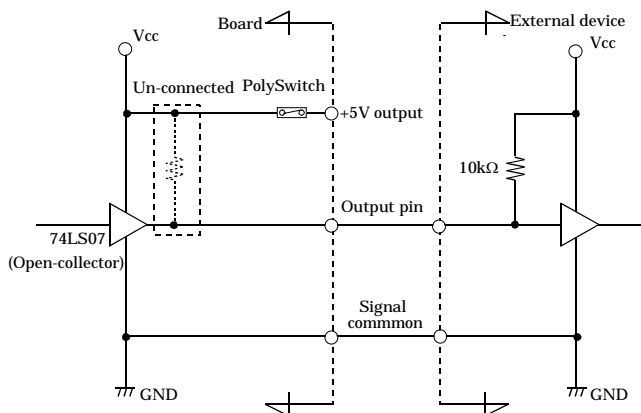 Board
External device
Vcc
Vcc
Un-connected
PolySwitch
+5V output
10kΩ
Output pin
74LS07
(Open-collector)
Signal
commmon
GND
GND